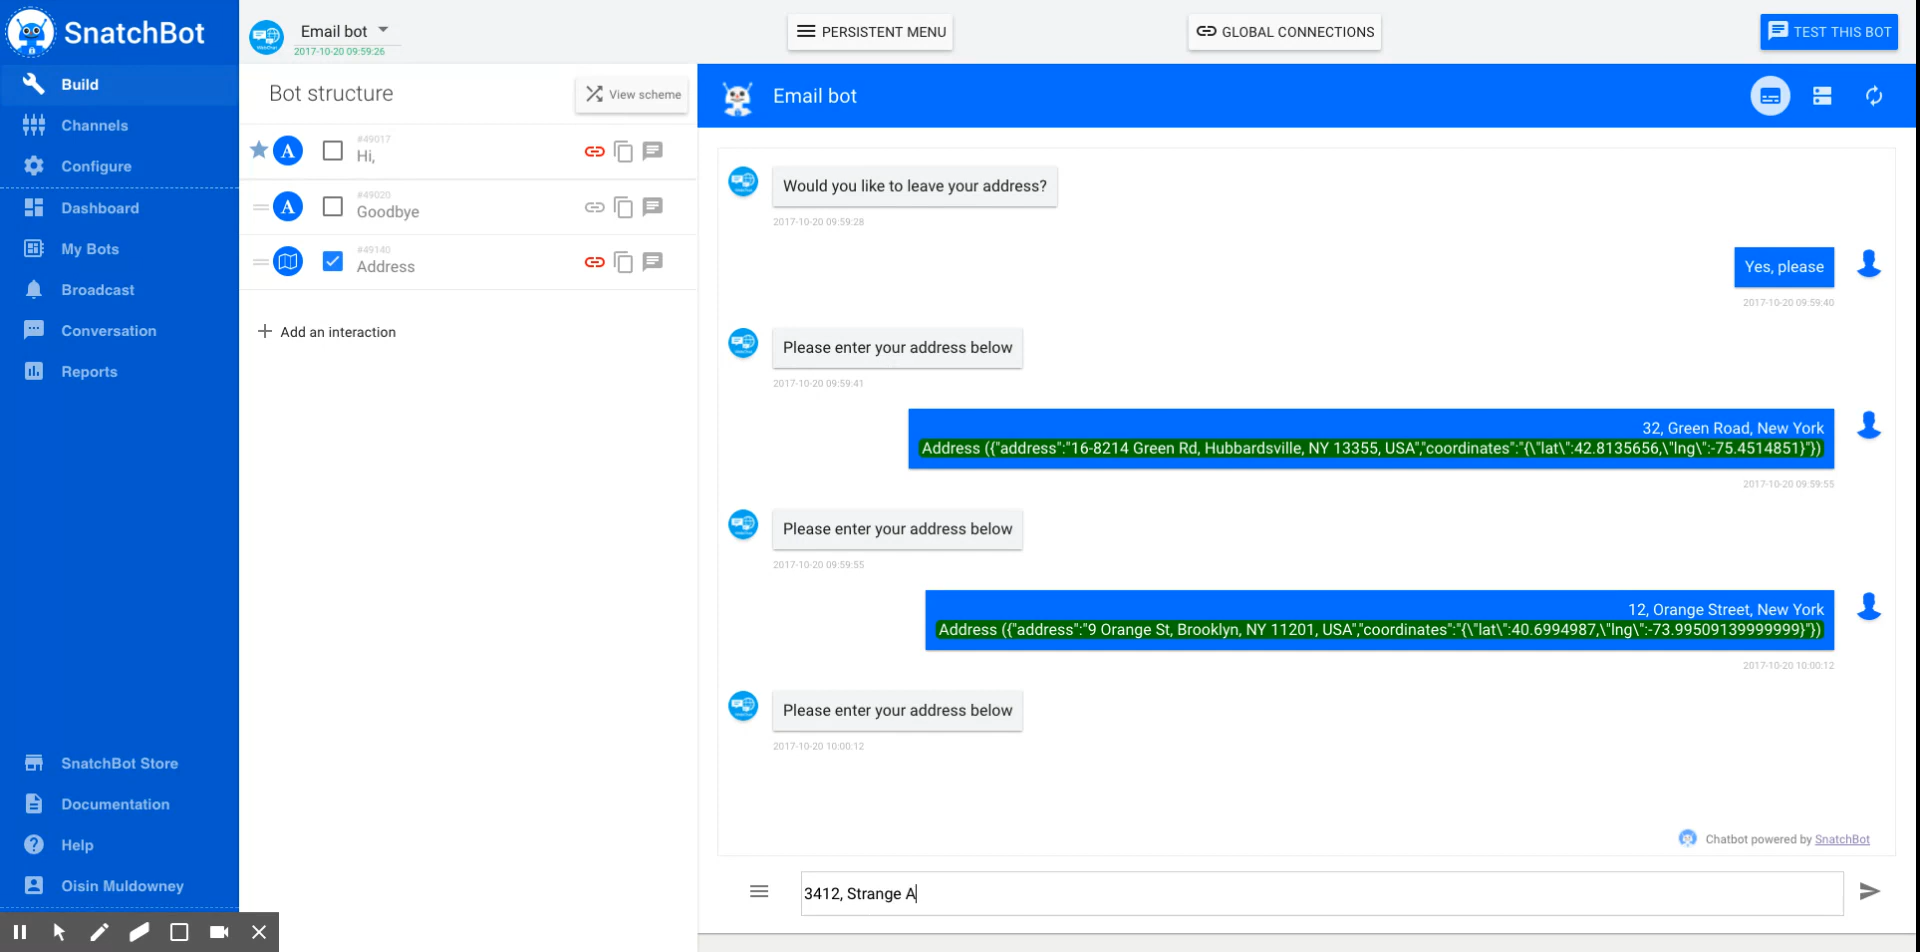 SnatchBot
Build
Channels
Configure
Dashboard
My Bots
Broadcast
Conversation
Reports
SnatchBot Store
Documentation
Help
Oisin Muldowney
Email bot
2017-10-20 09:59:26
PERSISTENT MENU
GLOBAL CONNECTIONS
TEST THIS BOT
Bot structure
View scheme
A
#49017
Hi,
A
#49020
Goodbye
#49140
Address
Add an interaction
Email bot
Would you like to leave your address?
2017-10-20 09:59:28
Yes, please
2017-10-20 09:59:40
Please enter your address below
2017-10-20 09:59:41
32, Green Road, New York
Address ({"address":"16-8214 Green Rd, Hubbardsville, NY 13355, USA","coordinates":"{\"lat\":42.8135656,\"lng\":-75.4514851}"})
2017-10-20 09:59:55
Please enter your address below
2017-10-20 09:59:55
12, Orange Street, New York
Address ({"address":"9 Orange St, Brooklyn, NY 11201, USA","coordinates":"{\"lat\":40.6994987,\"lng\":-73.99509139999999}"})
2017-10-20 10:00:12
Please enter your address below
2017-10-20 10:00:12
Chatbot powered by SnatchBot
3412, Strange A